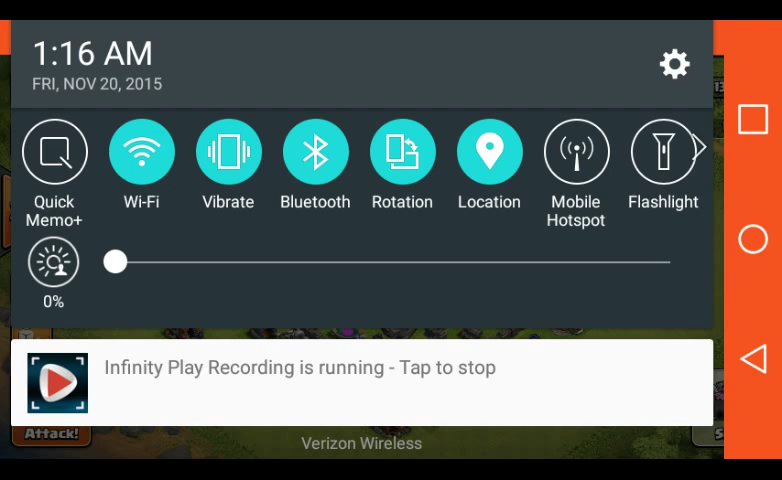 1:16 AM
FRI, NOV 20, 2015
Quick
Memo+
Wi-Fi
Vibrate
Bluetooth
Rotation
Location
Mobile
Hotspot
Flashlight
0%
Infinity Play Recording is running - Tap to stop
Attack!
Verizon Wireless